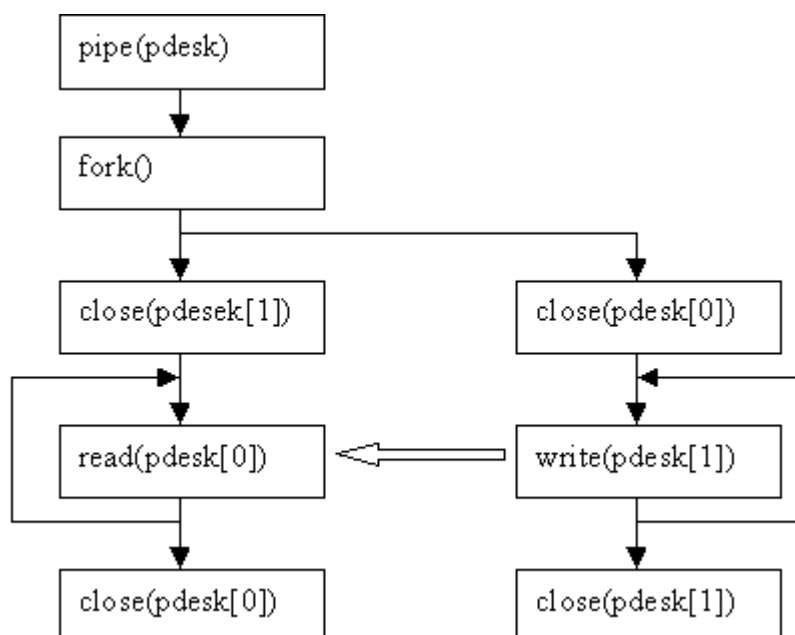 pipe(pdesk)
fork()
close(pdesek[1])
close(pdesk[0])
read(pdesk[0])
write(pdesk[1])
close(pdesk[0])
close(pdesk[1])